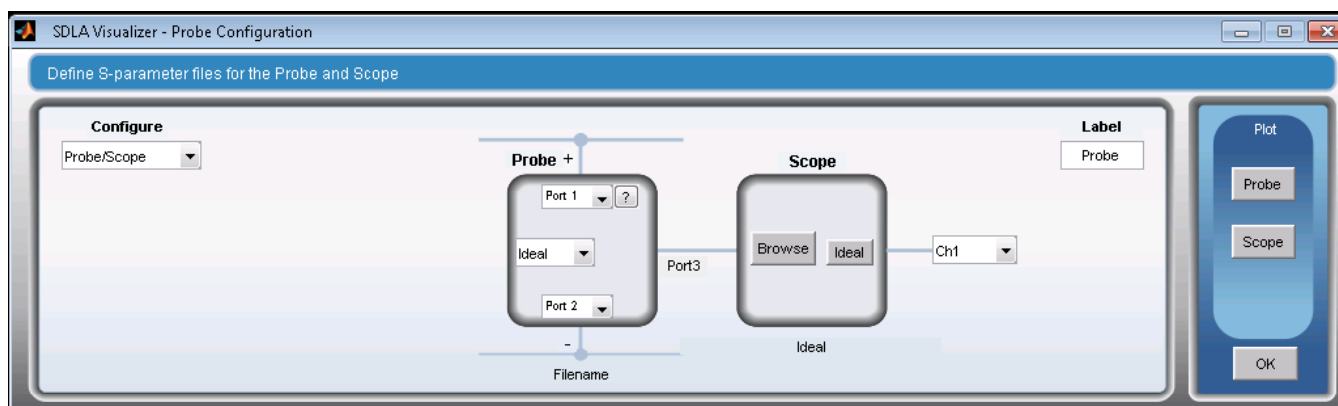 SDLA Visualizer - Probe Configuration
Define S-parameter files for the Probe and Scope
Configure
Probe/Scope
Probe +
Port 1
?
Ideal
Port 2
-
Filename
Port3
Scope
Browse
Ideal
Ideal
Ch1
Label
Probe
Plot
Probe
Scope
OK